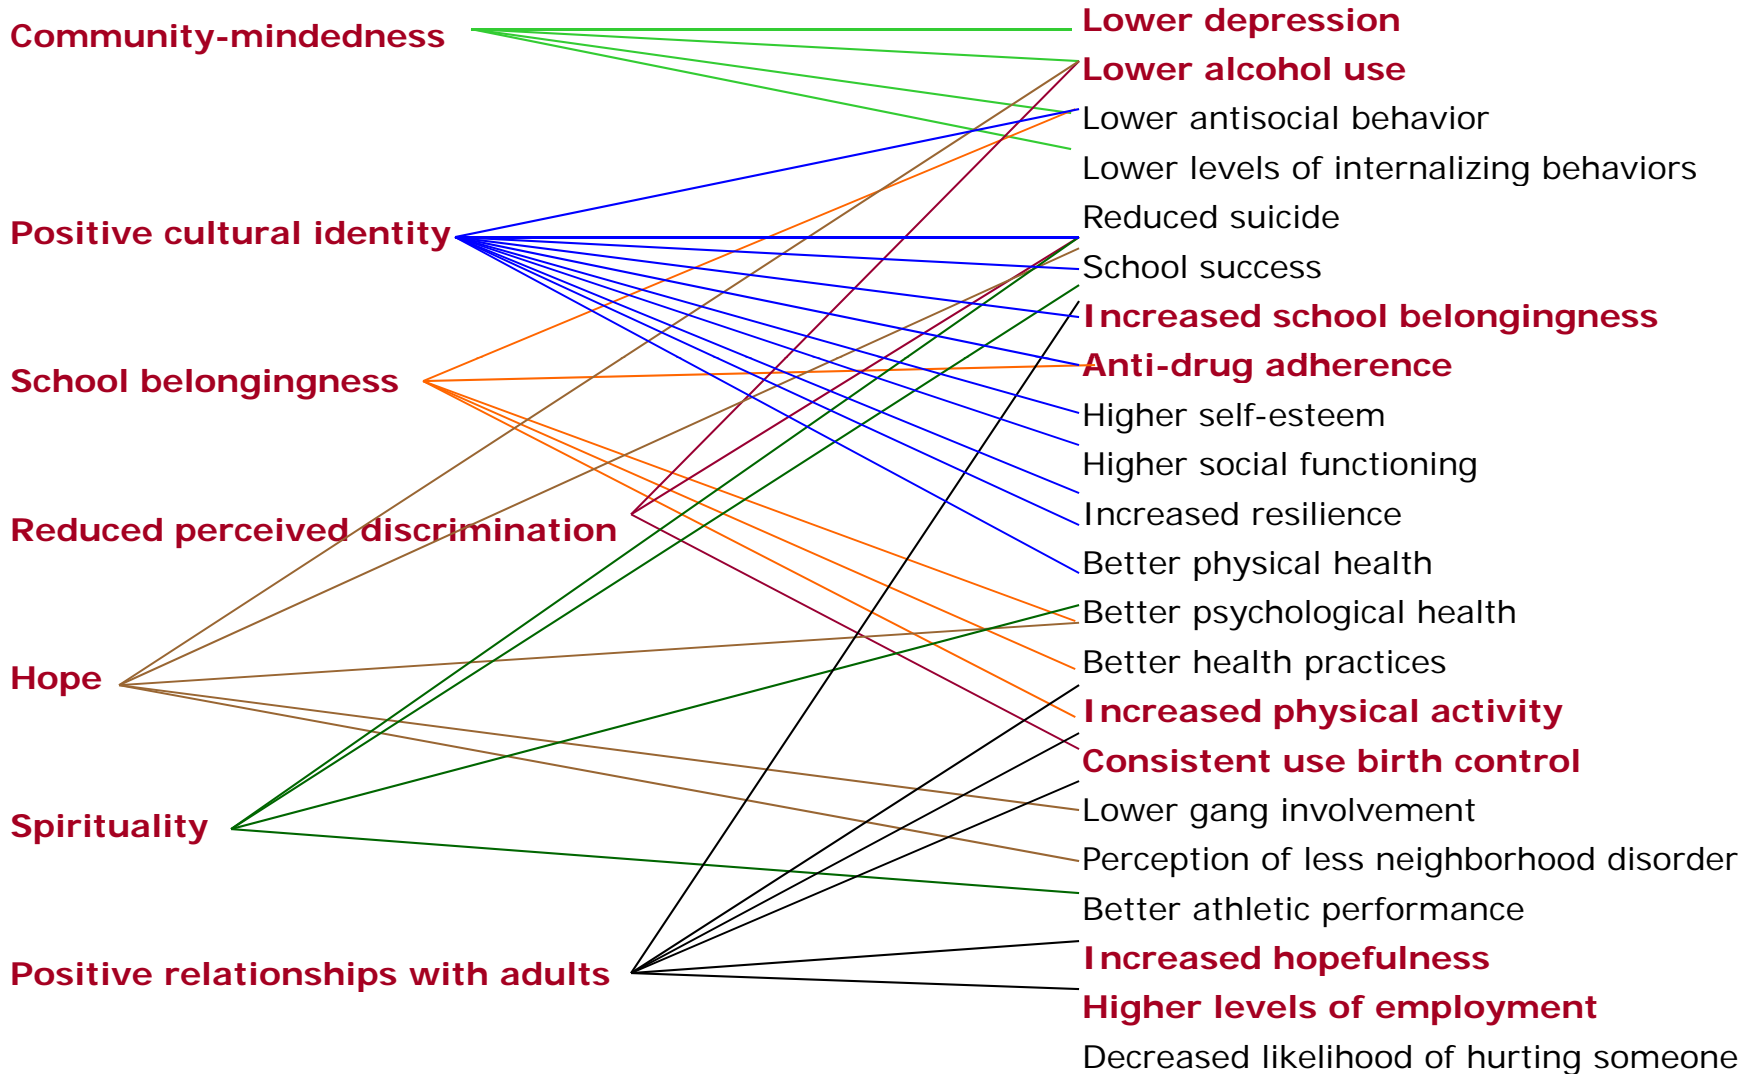 Community-mindedness
Positive cultural identity
School belongingness
Reduced perceived discrimination
Hope
Spirituality
Positive relationships with adults
Lower depression
Lower alcohol use
Lower antisocial behavior
Lower levels of internalizing behaviors
Reduced suicide
School success
Increased school belongingness
Anti-drug adherence
Higher self-esteem
Higher social functioning
Increased resilience
Better physical health
Better psychological health
Better health practices
Increased physical activity
Consistent use birth control
Lower gang involvement
Perception of less neighborhood disorder
Better athletic performance
Increased hopefulness
Higher levels of employment
Decreased likelihood of hurting someone